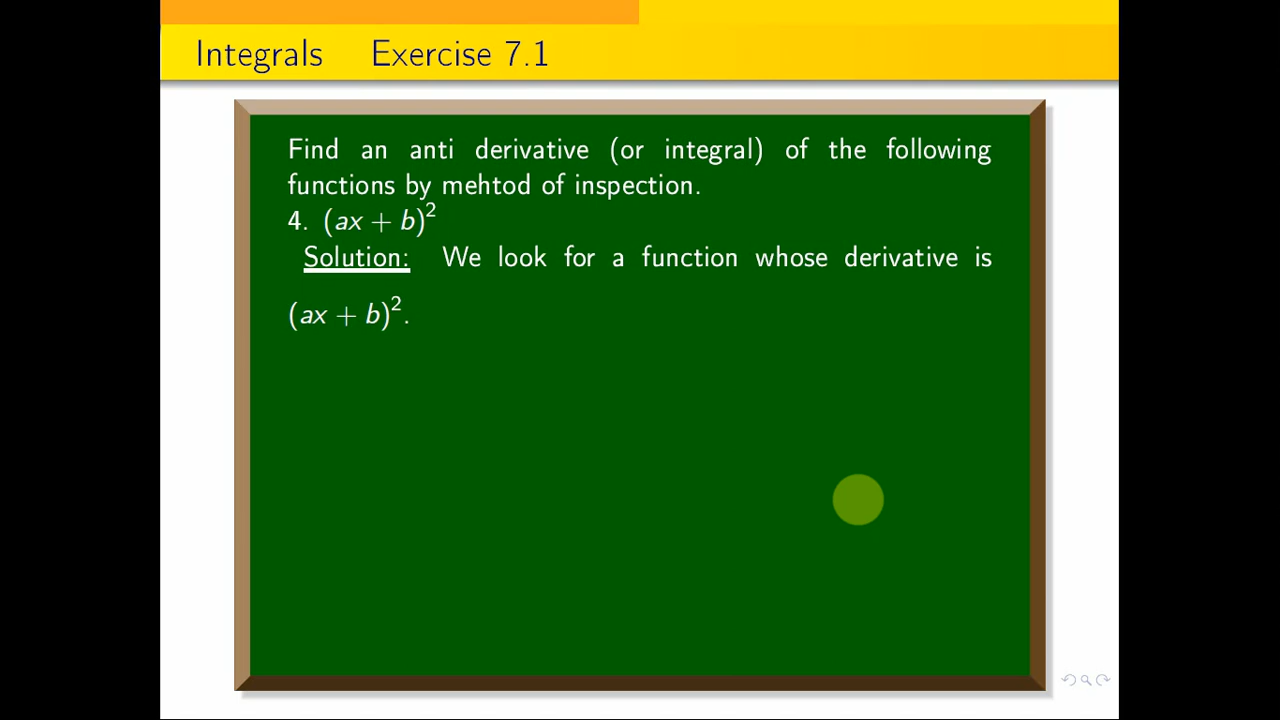 Integrals Exercise 7.1
Find an anti derivative (or integral) of the following
functions by mehtod of inspection.
4. (ax + b)²
Solution: We look for a function whose derivative is
(ax + b)².